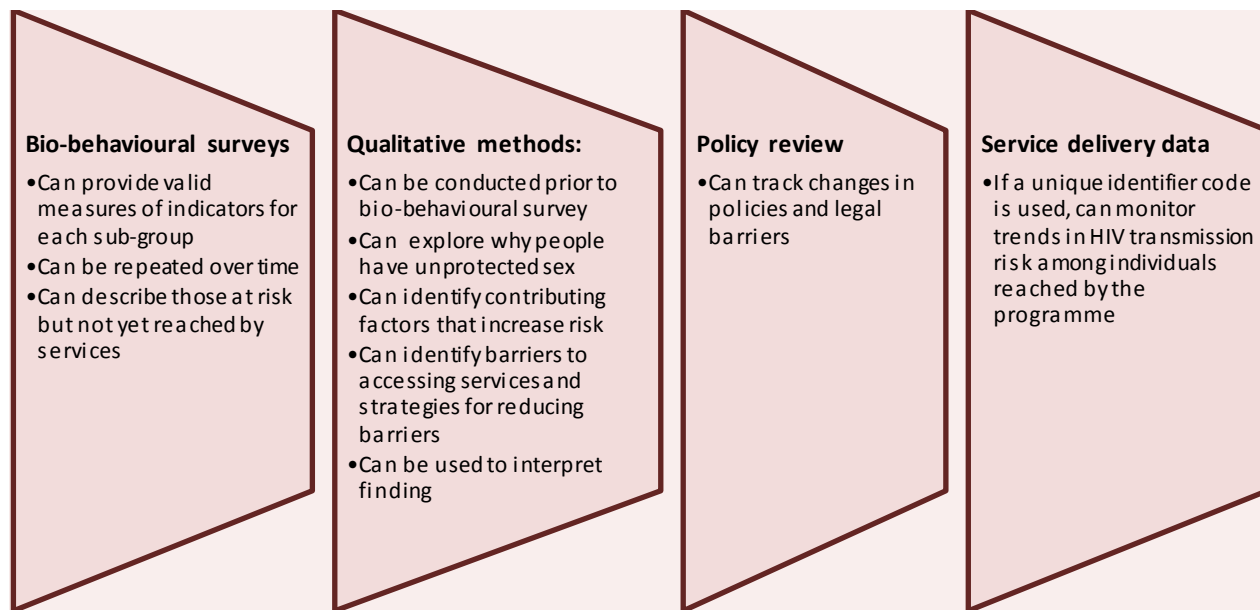 Bio-behavioural surveys
•Can provide valid
measures of indicators for
each sub-group
•Can be repeated over time
•Can describe those at risk
but not yet reached by
services
Qualitative methods:
•Can be conducted prior to
bio-behavioural survey
•Can explore why people
have unprotected sex
•Can identify contributing
factors that increase risk
•Can identify barriers to
accessing services and
strategies for reducing
barriers
•Can be used to interpret
finding
Policy review
•Can track changes in
policies and legal
barriers
Service delivery data
•If a unique identifier code
is used, can monitor
trends in HIV transmission
risk among individuals
reached by the
programme